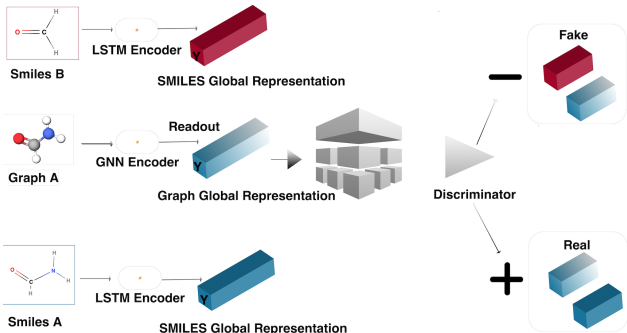 O
C
H
H
Smiles B
LSTM Encoder
Y
SMILES Global Representation
Fake
Graph A
GNN Encoder
Readout
Y
Graph Global Representation
Discriminator
O
C
H
N
H
H
Smiles A
LSTM Encoder
Y
SMILES Global Representation
Real